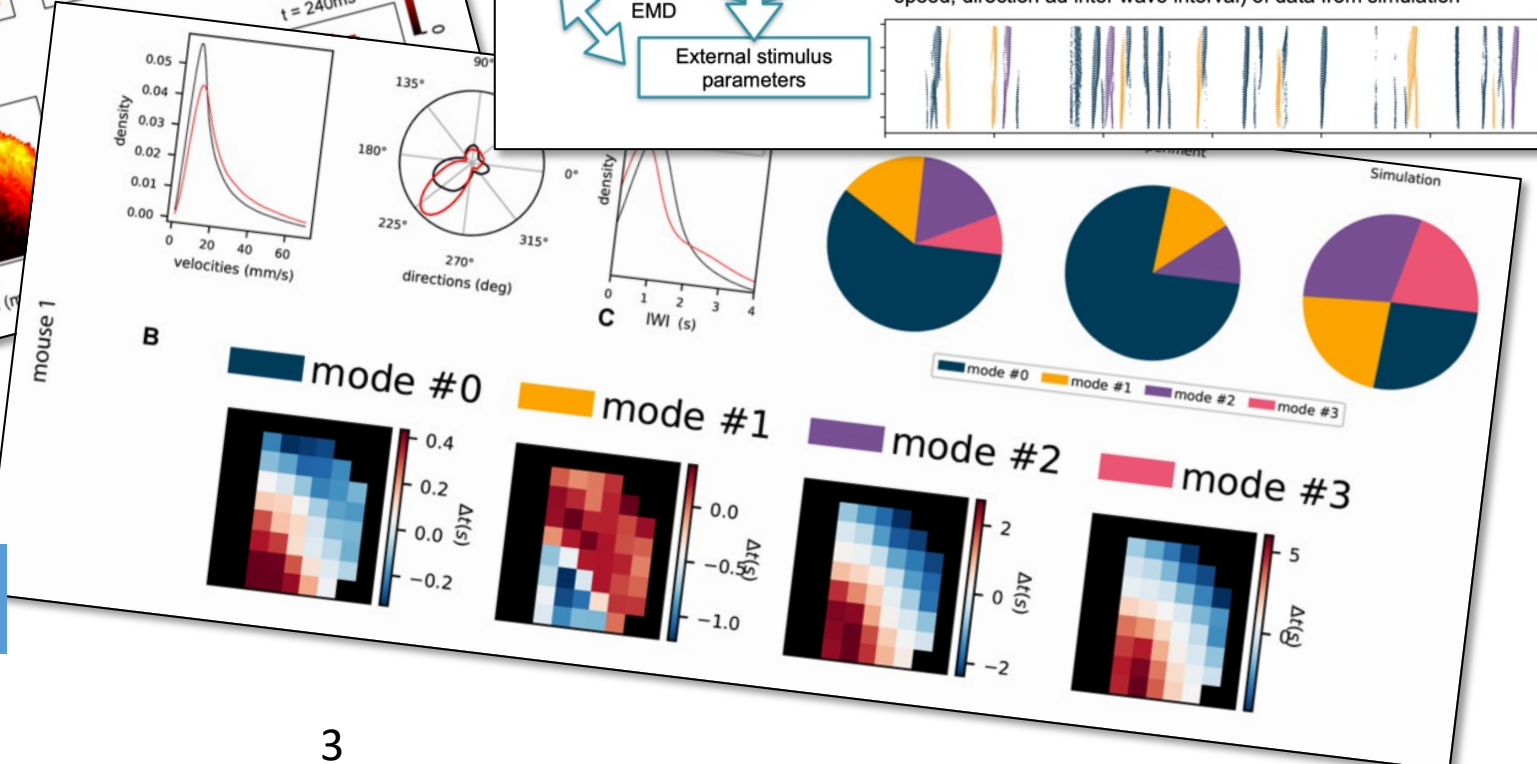 t = 240ms
0
EMD
External stimulus
parameters
speed, direction ad inter wave interval) of data from simulation
density
0.05
0.04
0.03
0.02
0.01
0.00
0 20 40 60
velocities (mm/s)
90°
135°
180°
0°
225°
315°
270°
directions (deg)
density
0 1 2 3 4
IWI (s)
Simulation
mode #0 mode #1 mode #2 mode #3
mouse 1
B
C
mode #0
mode #1
mode #2
mode #3
0.4
0.2
0.0
−0.2
Δt(s)
0.0
−0.5
−1.0
Δt(s)
2
0
−2
Δt(s)
5
0
Δt(s)
3